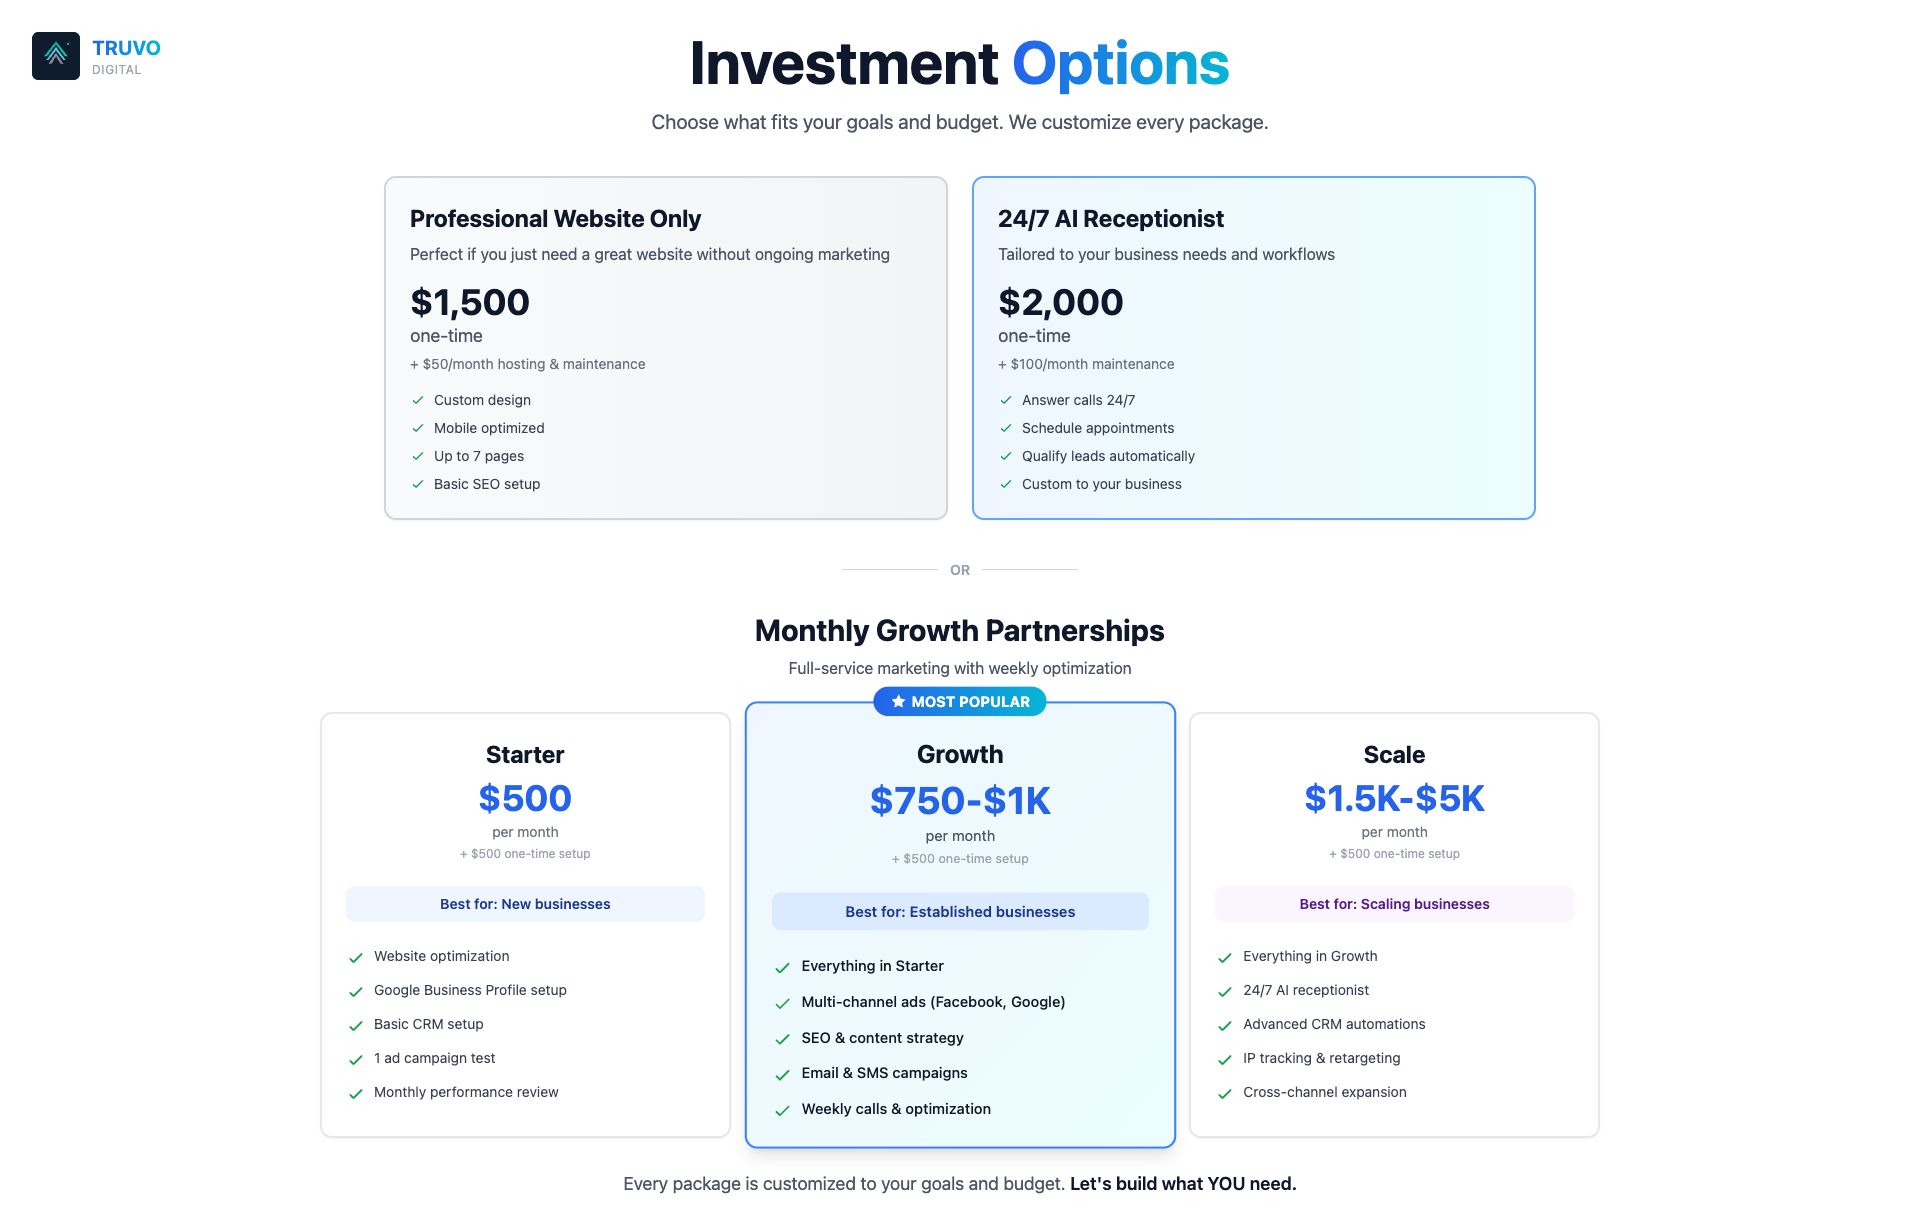 TRUVO
DIGITAL
Investment Options
Choose what fits your goals and budget. We customize every package.
Professional Website Only
Perfect if you just need a great website without ongoing marketing
$1,500
one-time
+ $50/month hosting & maintenance
Custom design
Mobile optimized
Up to 7 pages
Basic SEO setup
24/7 AI Receptionist
Tailored to your business needs and workflows
$2,000
one-time
+ $100/month maintenance
Answer calls 24/7
Schedule appointments
Qualify leads automatically
Custom to your business
OR
Monthly Growth Partnerships
Full-service marketing with weekly optimization
Starter
$500
per month
+ $500 one-time setup
Best for: New businesses
Website optimization
Google Business Profile setup
Basic CRM setup
1 ad campaign test
Monthly performance review
MOST POPULAR
Growth
$750-$1K
per month
+ $500 one-time setup
Best for: Established businesses
Everything in Starter
Multi-channel ads (Facebook, Google)
SEO & content strategy
Email & SMS campaigns
Weekly calls & optimization
Scale
$1.5K-$5K
per month
+ $500 one-time setup
Best for: Scaling businesses
Everything in Growth
24/7 AI receptionist
Advanced CRM automations
IP tracking & retargeting
Cross-channel expansion
Every package is customized to your goals and budget. Let's build what YOU need.